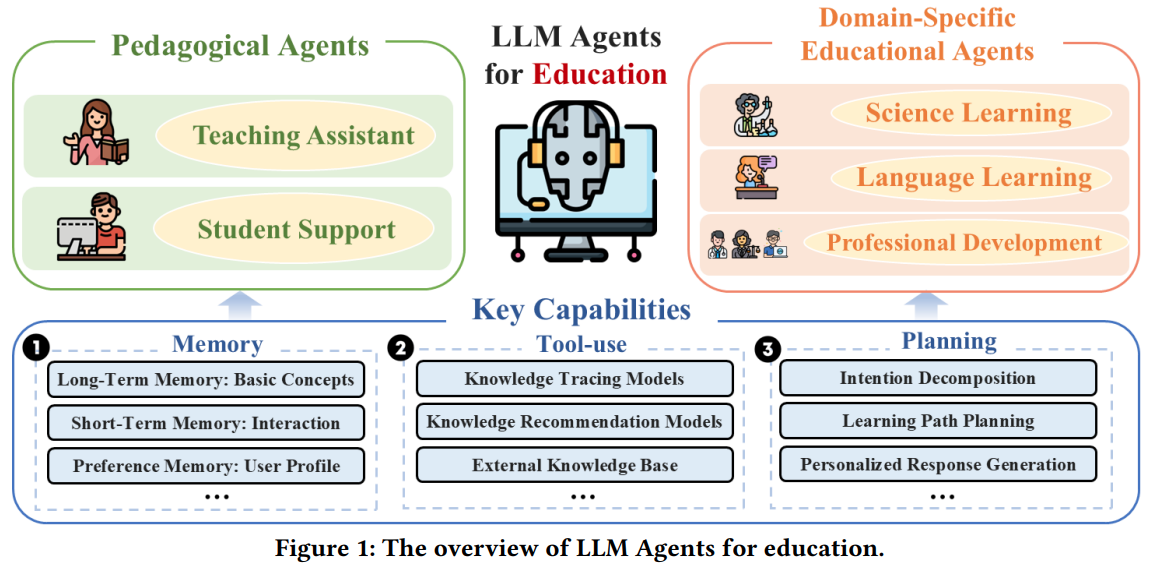 Pedagogical Agents
Teaching Assistant
Student Support
LLM Agents
for Education
Domain-Specific
Educational Agents
Science Learning
Language Learning
Professional Development
Key Capabilities
1
Memory
Long-Term Memory: Basic Concepts
Short-Term Memory: Interaction
Preference Memory: User Profile
...
2
Tool-use
Knowledge Tracing Models
Knowledge Recommendation Models
External Knowledge Base
...
3
Planning
Intention Decomposition
Learning Path Planning
Personalized Response Generation
...
Figure 1: The overview of LLM Agents for education.